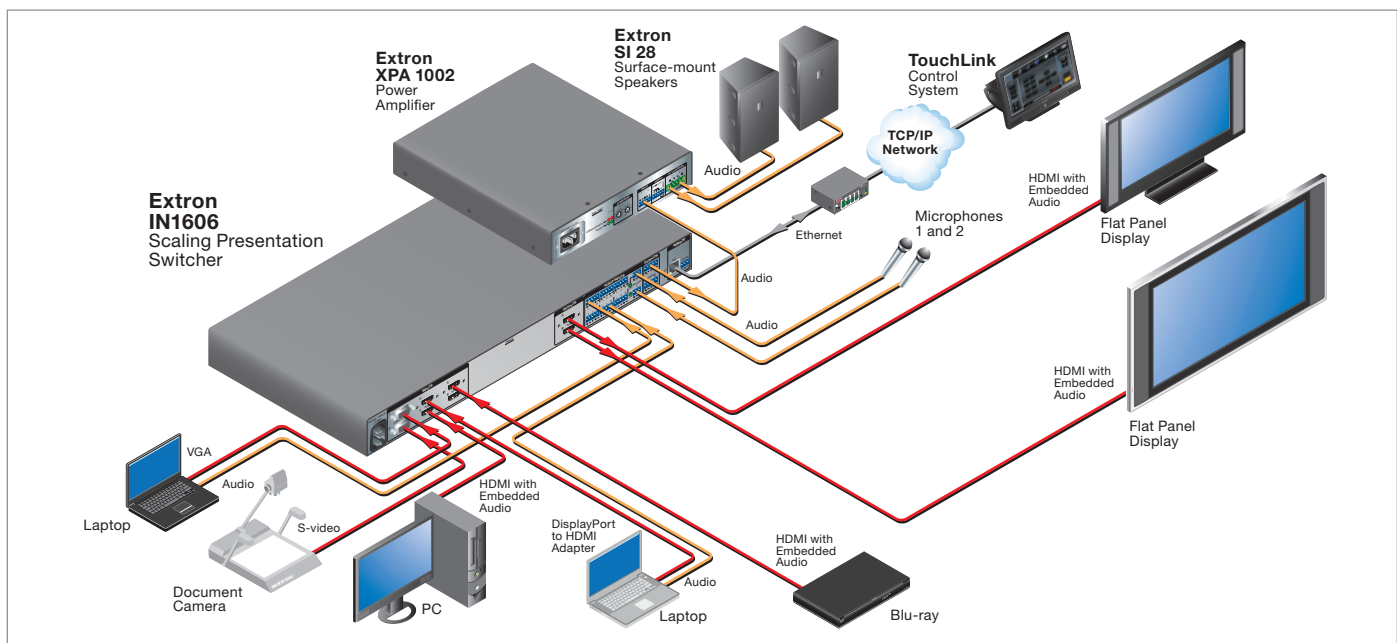 Extron
XPA 1002
Power
Amplifier
Extron
SI 28
Surface-mount
Speakers
TouchLink
Control
System
TCP/IP
Network
Audio
Extron
IN1606
Scaling Presentation
Switcher
HDMI with
Embedded
Audio
Flat Panel
Display
Microphones
1 and 2
Ethernet
Audio
Audio
HDMI with
Embedded
Audio
Flat Panel
Display
VGA
Audio
Laptop
S-video
Document
Camera
HDMI with
Embedded
Audio
PC
DisplayPort
to HDMI
Adapter
Audio
Laptop
HDMI with
Embedded
Audio
Blu-ray